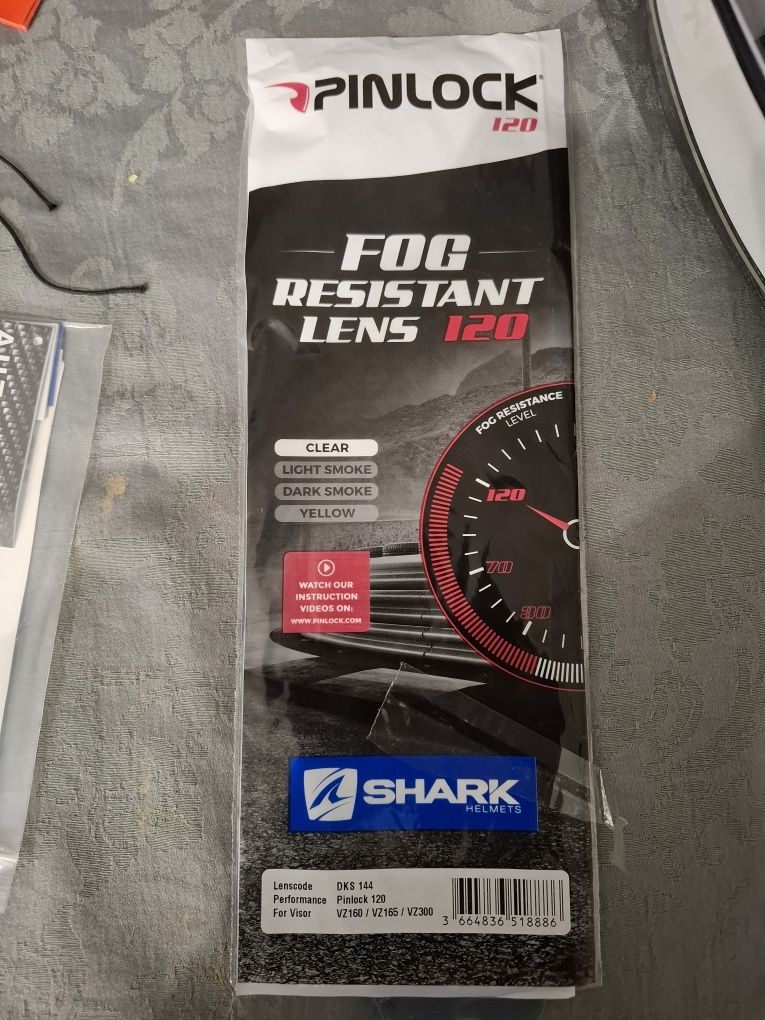 PINLOCK®
120
FOG
RESISTANT
LENS 120
FOG RESISTANCE
LEVEL
CLEAR
LIGHT SMOKE
DARK SMOKE
YELLOW
120
70
30
WATCH OUR
INSTRUCTION
VIDEOS ON:
WWW.PINLOCK.COM
SHARK
HELMETS
Lenscode DKS 144
Performance Pinlock 120
For Visor VZ160 / VZ165 / VZ300
3 664836 518886